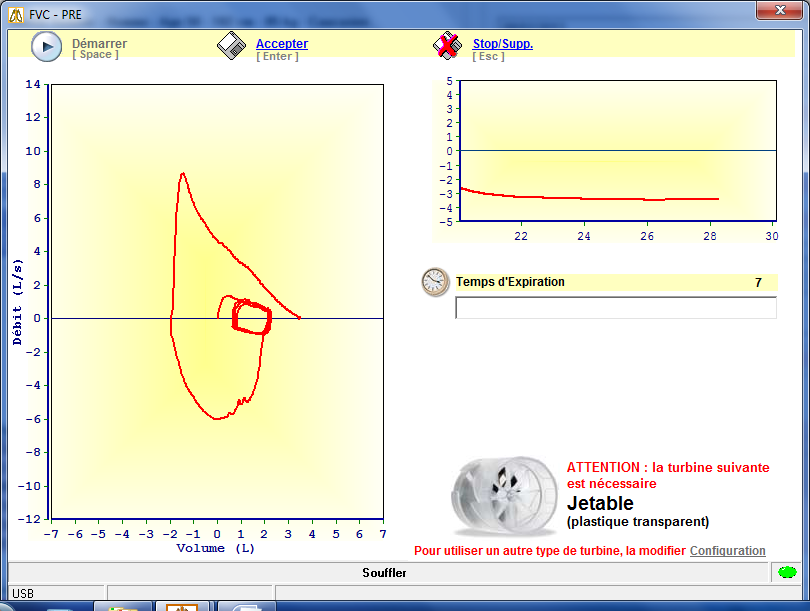 FVC - PRE
Démarrer
[ Space ]
Accepter
[ Enter ]
Stop/Supp.
[ Esc ]
14
12
10
8
6
4
2
0
-2
-4
-6
-8
-10
-12
-7 -6 -5 -4 -3 -2 -1 0 1 2 3 4 5 6 7
Débit (L/s)
Volume (L)
5
4
3
2
1
0
-1
-2
-3
-4
-5
22 24 26 28 30
Temps d'Expiration 7
ATTENTION : la turbine suivante
est nécessaire
Jetable
(plastique transparent)
Pour utiliser un autre type de turbine, la modifier Configuration
Souffler
USB